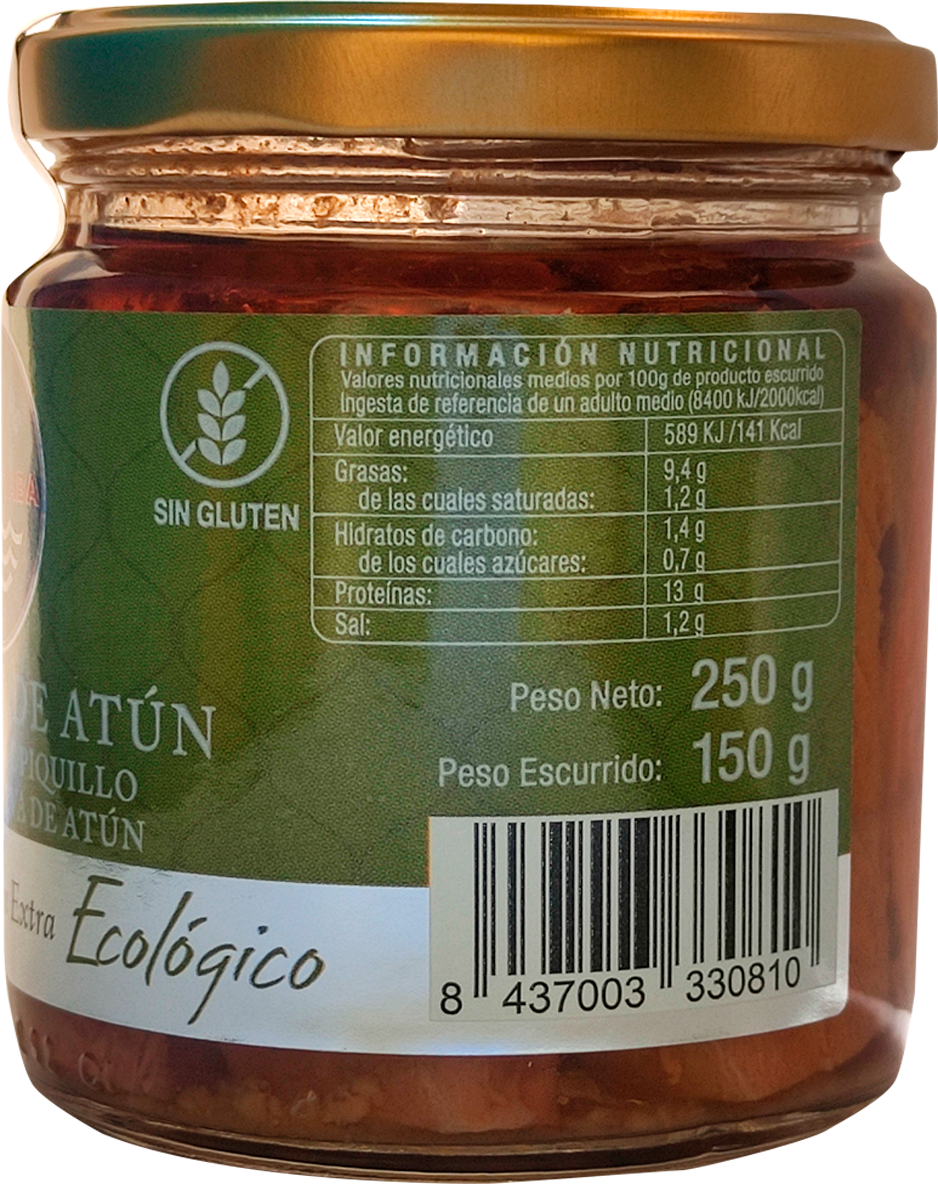 SIN GLUTEN
INFORMACIÓN NUTRICIONAL
Valores nutricionales medios por 100g de producto escurrido
Ingesta de referencia de un adulto medio (8400 kJ/2000kcal)
Valor energético 589 KJ /141 Kcal
Grasas: 9,4 g
de las cuales saturadas: 1,2 g
Hidratos de carbono: 1,4 g
de los cuales azúcares: 0,7 g
Proteínas: 13 g
Sal: 1,2 g
DE ATÚN
PIQUILLO
DE ATÚN
Peso Neto: 250 g
Peso Escurrido: 150 g
Extra Ecológico
8 437003 330810